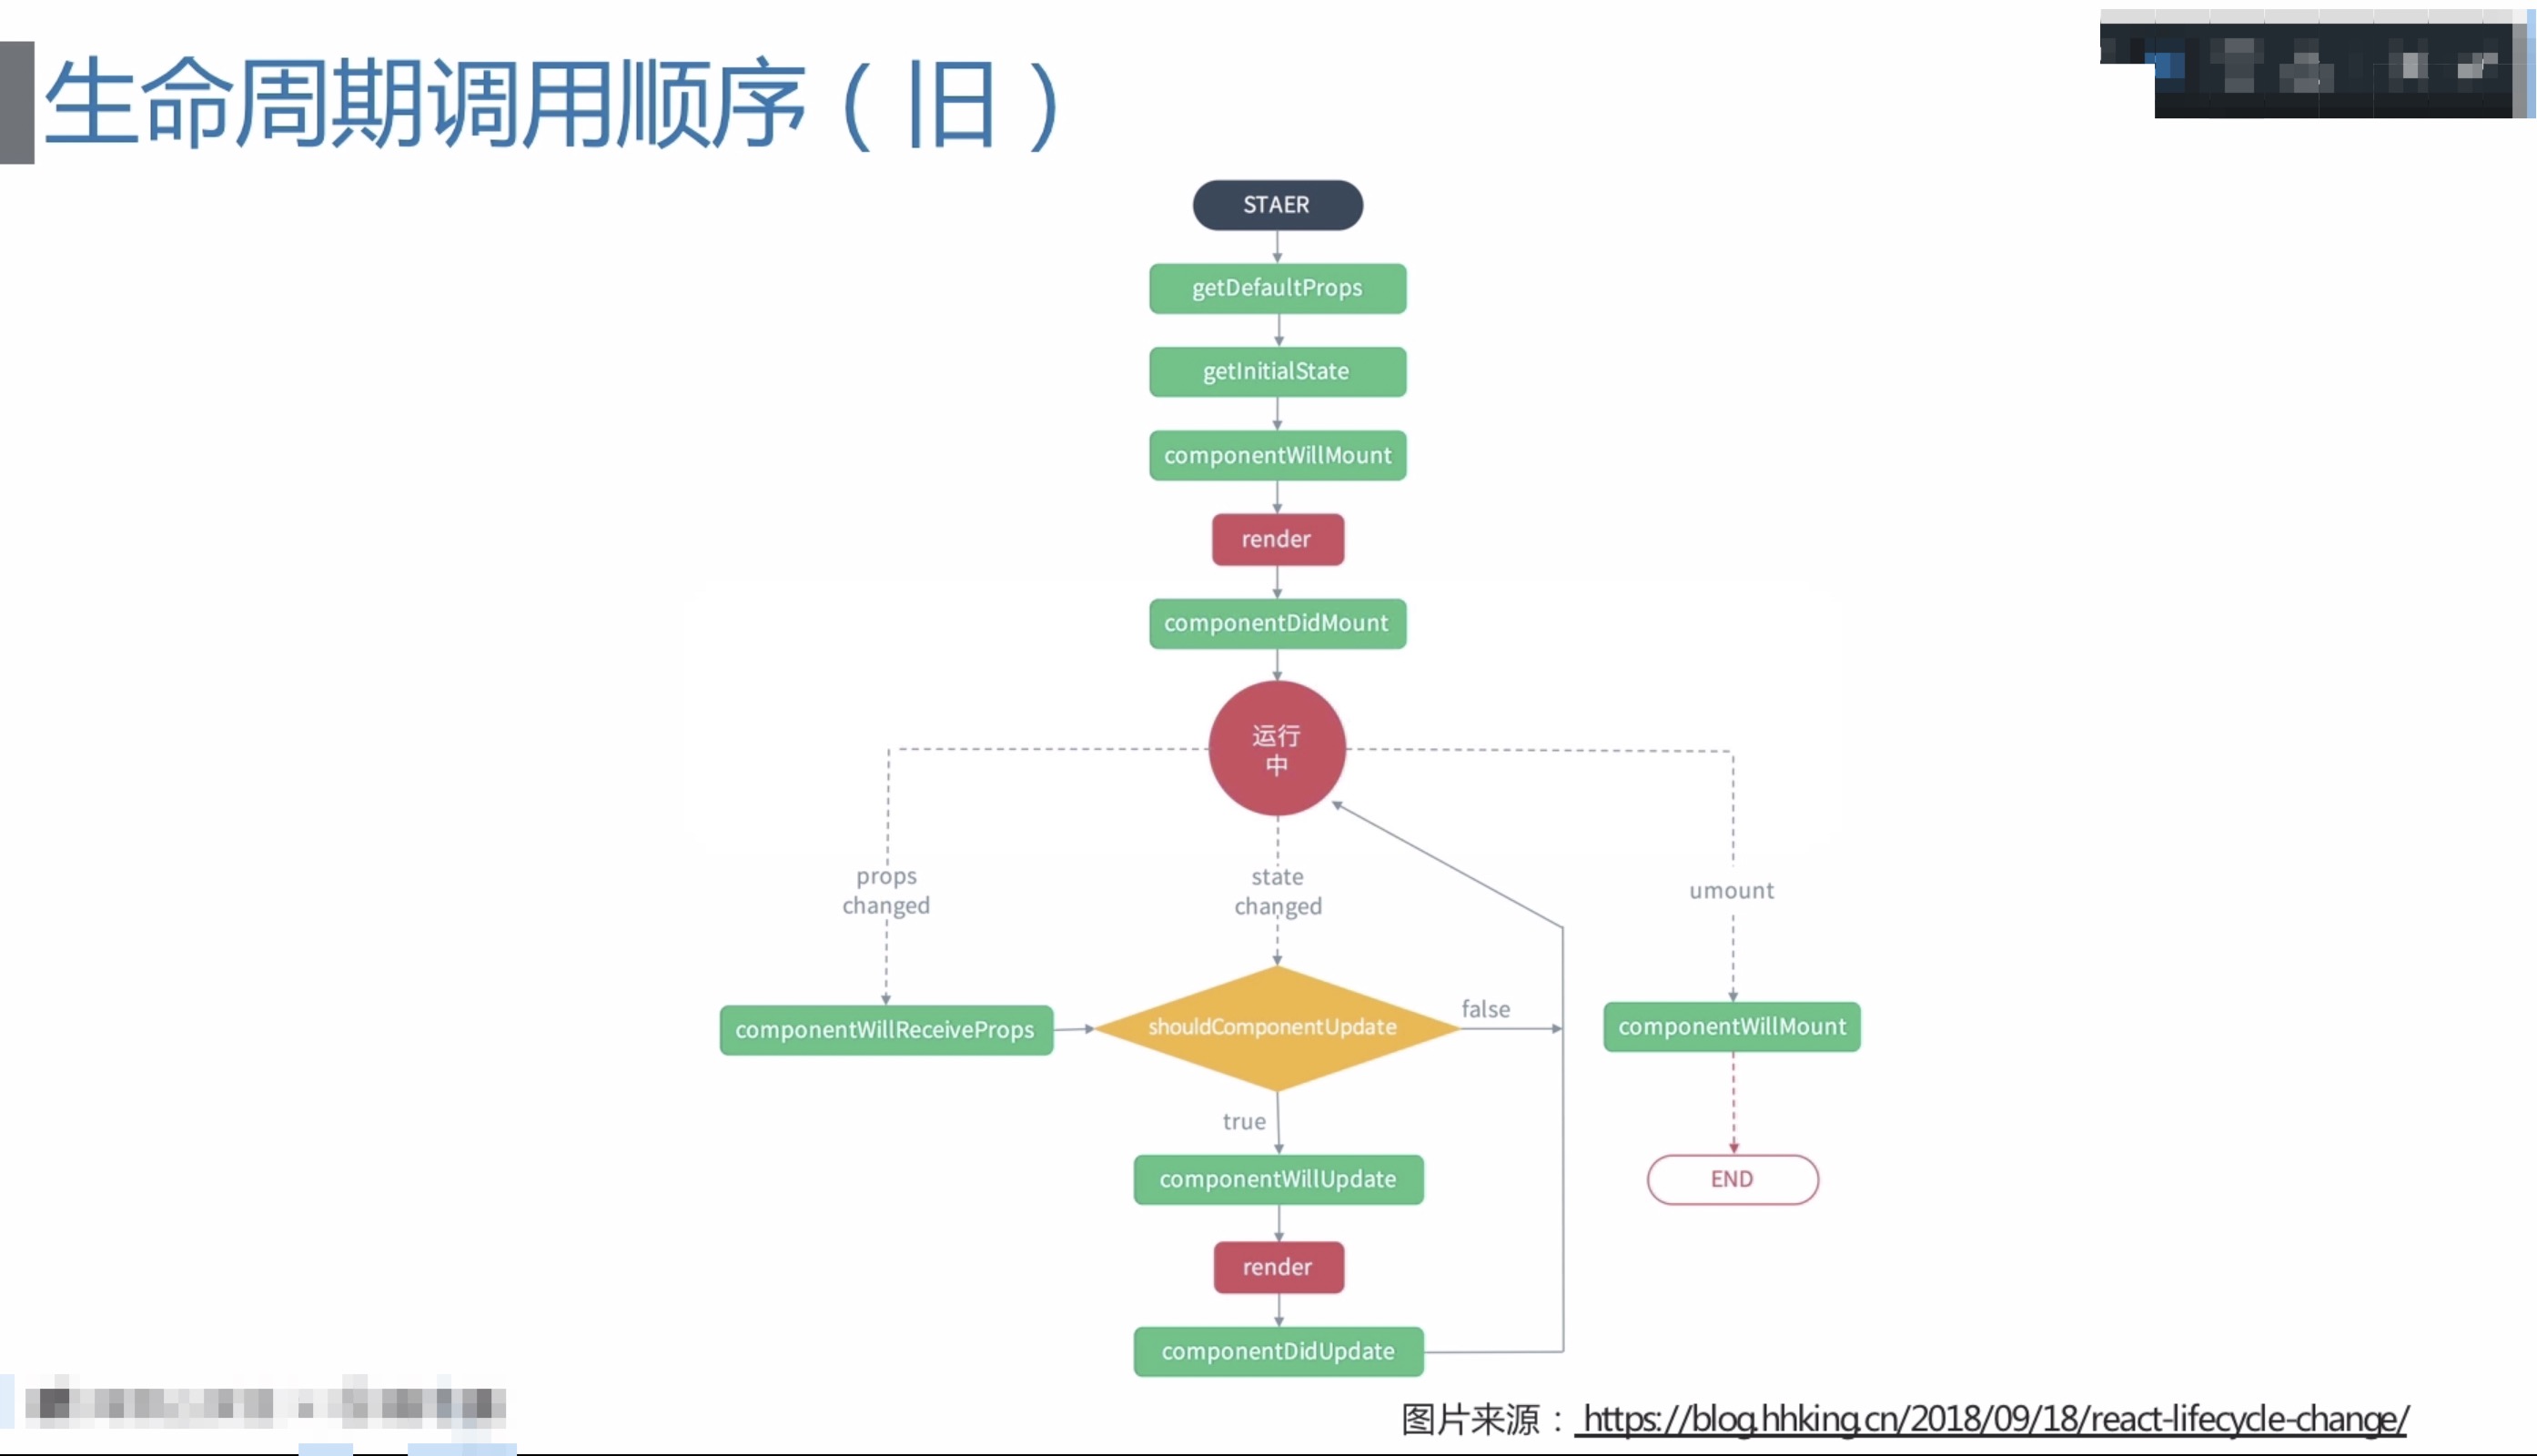 生命周期调用顺序（旧）
STAER
getDefaultProps
getInitialState
componentWillMount
render
componentDidMount
运行
中
props
changed
state
changed
umount
componentWillReceiveProps
shouldComponentUpdate
false
componentWillMount
true
componentWillUpdate
END
render
componentDidUpdate
图片来源：https://blog.hhking.cn/2018/09/18/react-lifecycle-change/